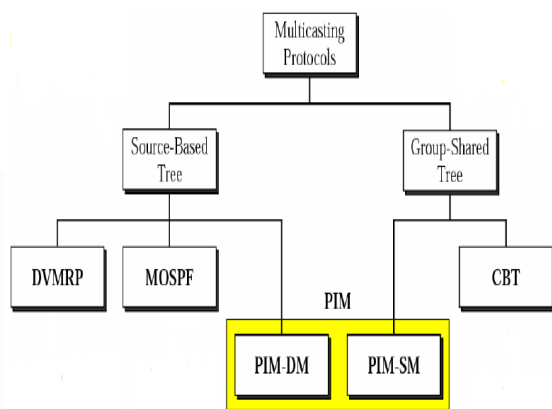 Multicasting
Protocols
Source-Based
Tree
Group-Shared
Tree
DVMRP
MOSPF
CBT
PIM
PIM-DM
PIM-SM